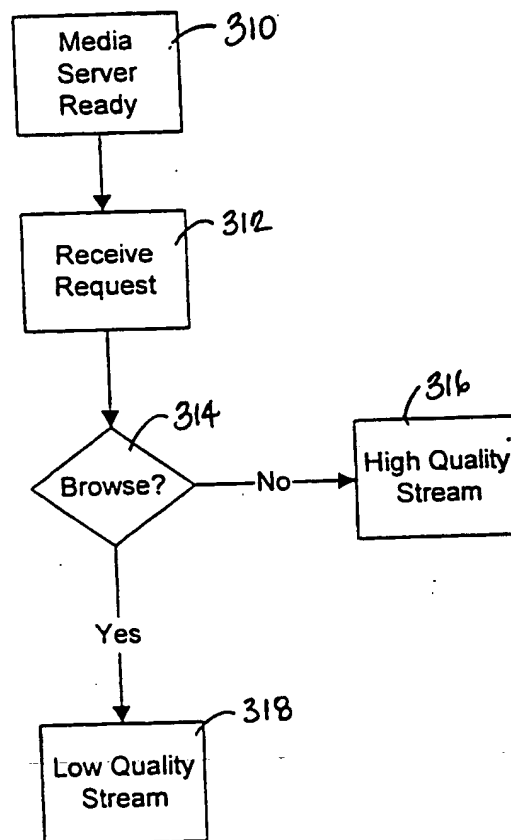 Media
Server
Ready
310
Receive
Request
312
314
Browse?
No
316
High Quality
Stream
Yes
318
Low Quality
Stream